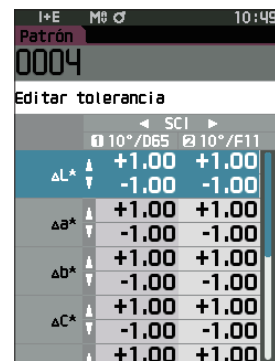 I+E M ♂ 10:49
Patrón
0004
Editar tolerancia
◀ SCI ▶
1 10°/D65 2 10°/F11
ΔL* ▲ +1.00 +1.00
▼ -1.00 -1.00
Δa* ▲ +1.00 +1.00
▼ -1.00 -1.00
Δb* ▲ +1.00 +1.00
▼ -1.00 -1.00
ΔC* ▲ +1.00 +1.00
▼ -1.00 -1.00
▲ +1.00 +1.00